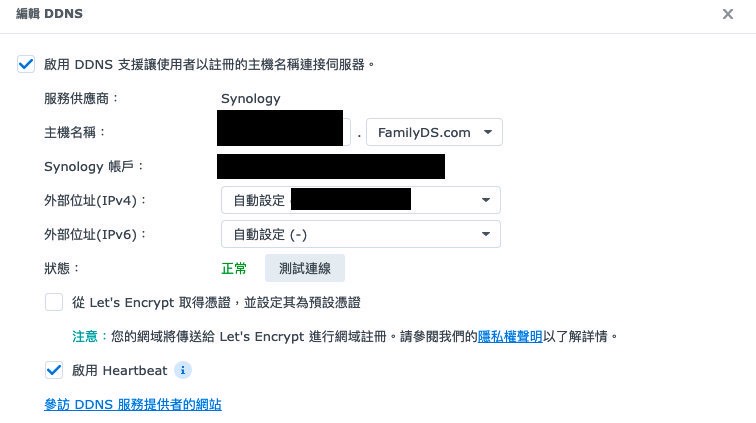 編輯 DDNS
啟用 DDNS 支援讓使用者以註冊的主機名稱連接伺服器。
服務供應商： Synology
主機名稱： . FamilyDS.com
Synology 帳戶：
外部位址(IPv4)： 自動設定
外部位址(IPv6)： 自動設定 (-)
狀態： 正常 測試連線
從 Let's Encrypt 取得憑證，並設定其為預設憑證
注意：您的網域將傳送給 Let's Encrypt 進行網域註冊。請參閱我們的隱私權聲明以了解詳情。
啟用 Heartbeat i
參訪 DDNS 服務提供者的網站